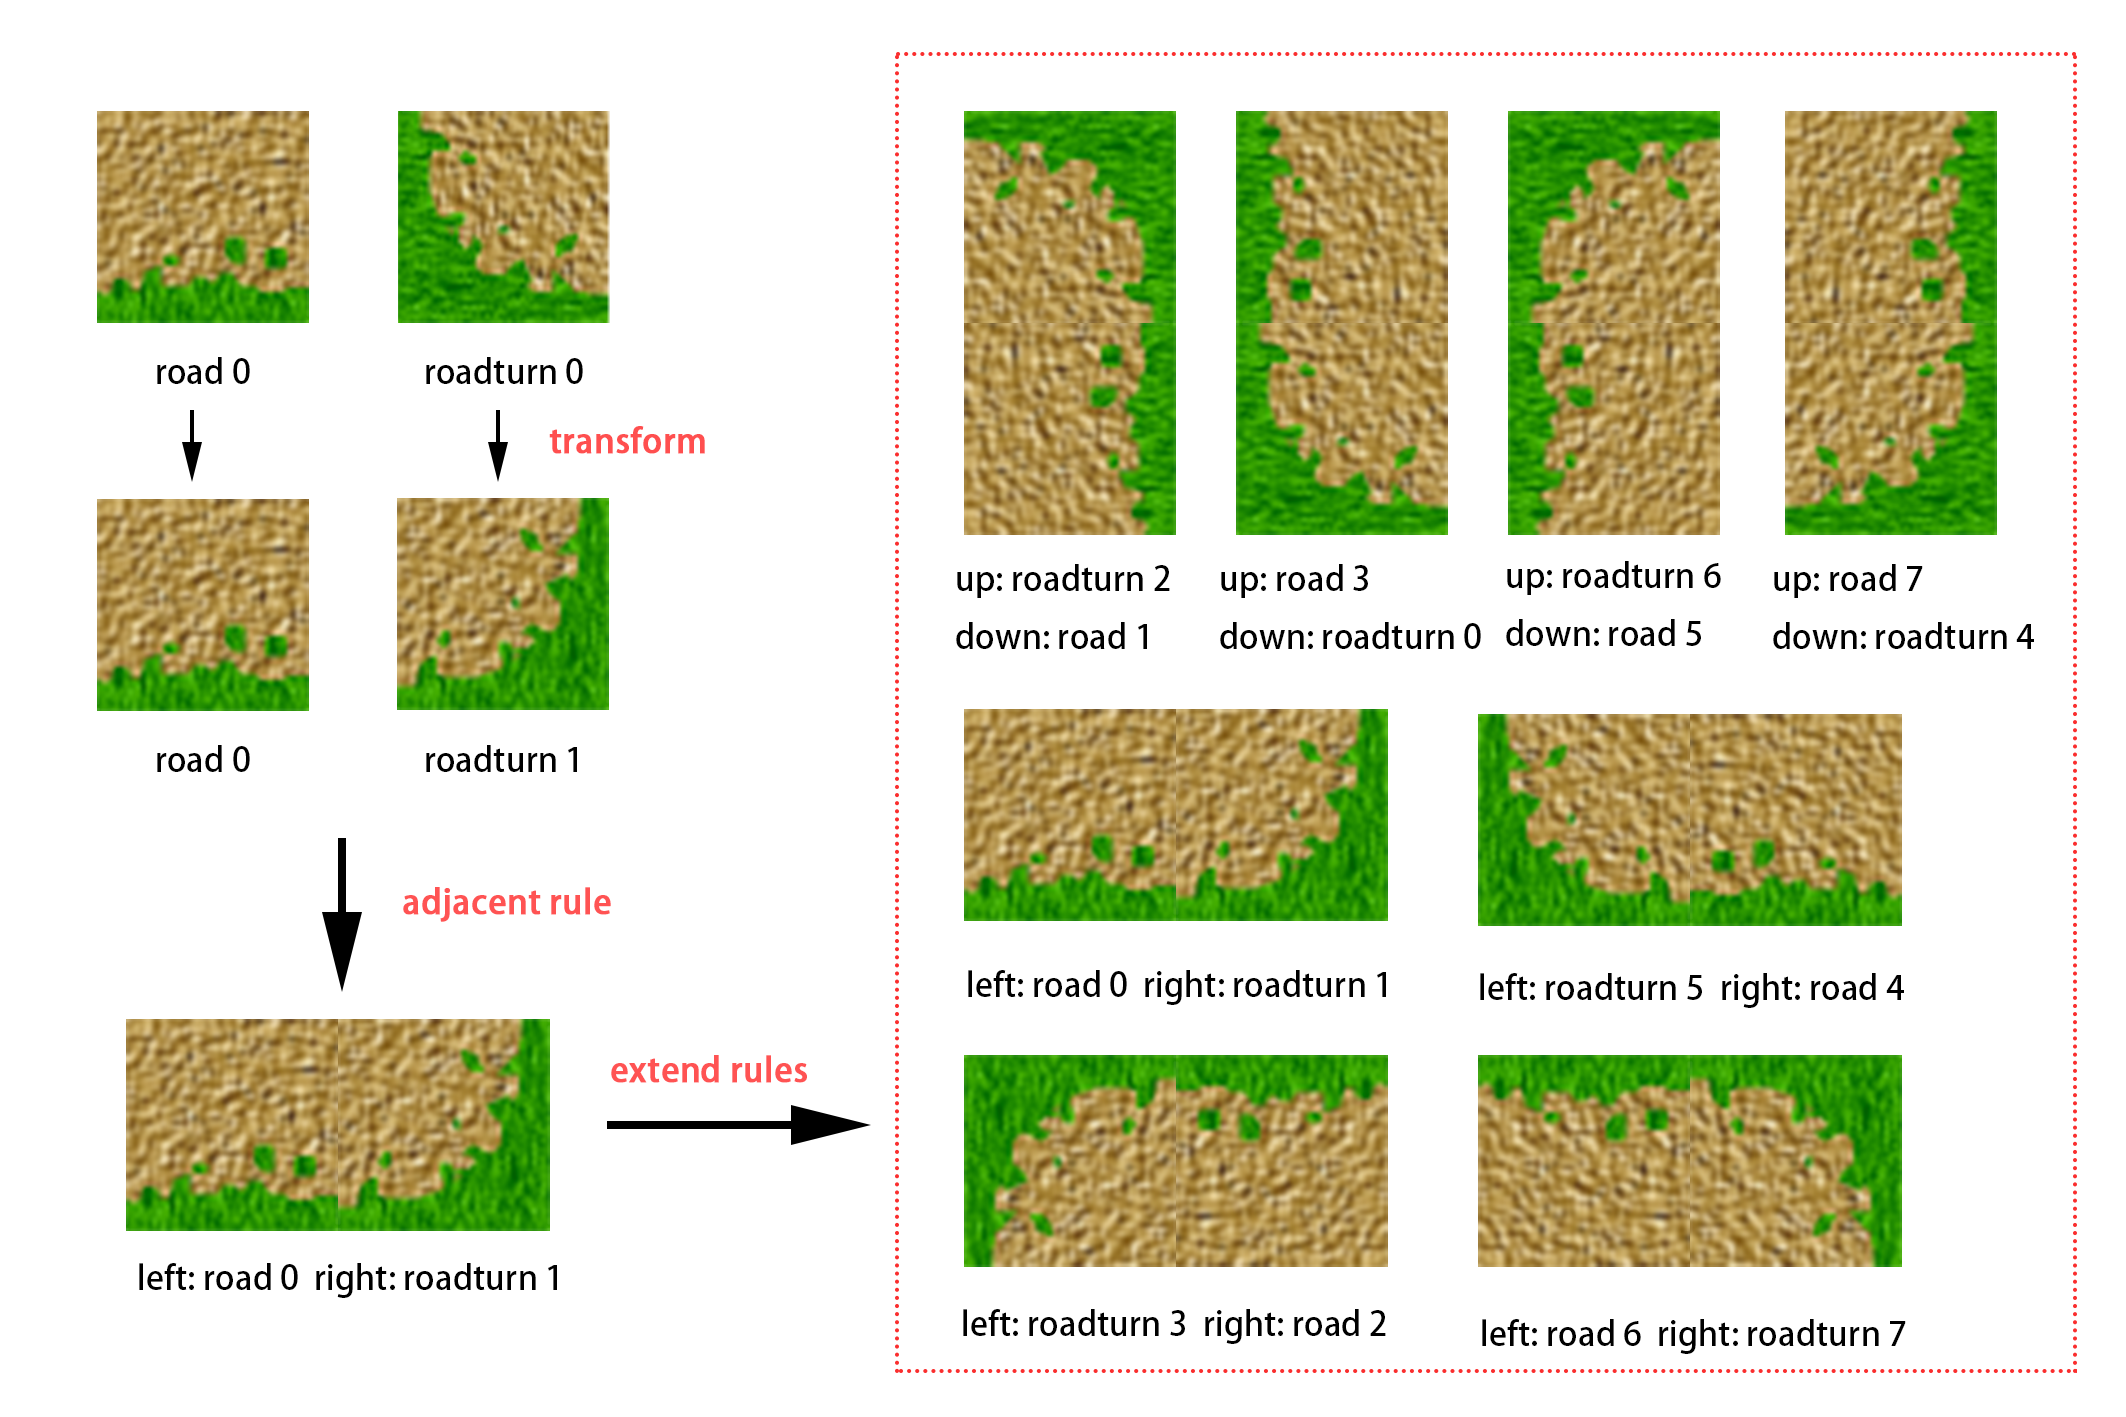 road 0
roadturn 0
transform
road 0
roadturn 1
adjacent rule
left: road 0 right: roadturn 1
extend rules
up: roadturn 2
down: road 1
up: road 3
down: roadturn 0
up: roadturn 6
down: road 5
up: road 7
down: roadturn 4
left: road 0 right: roadturn 1
left: roadturn 5 right: road 4
left: roadturn 3 right: road 2
left: road 6 right: roadturn 7